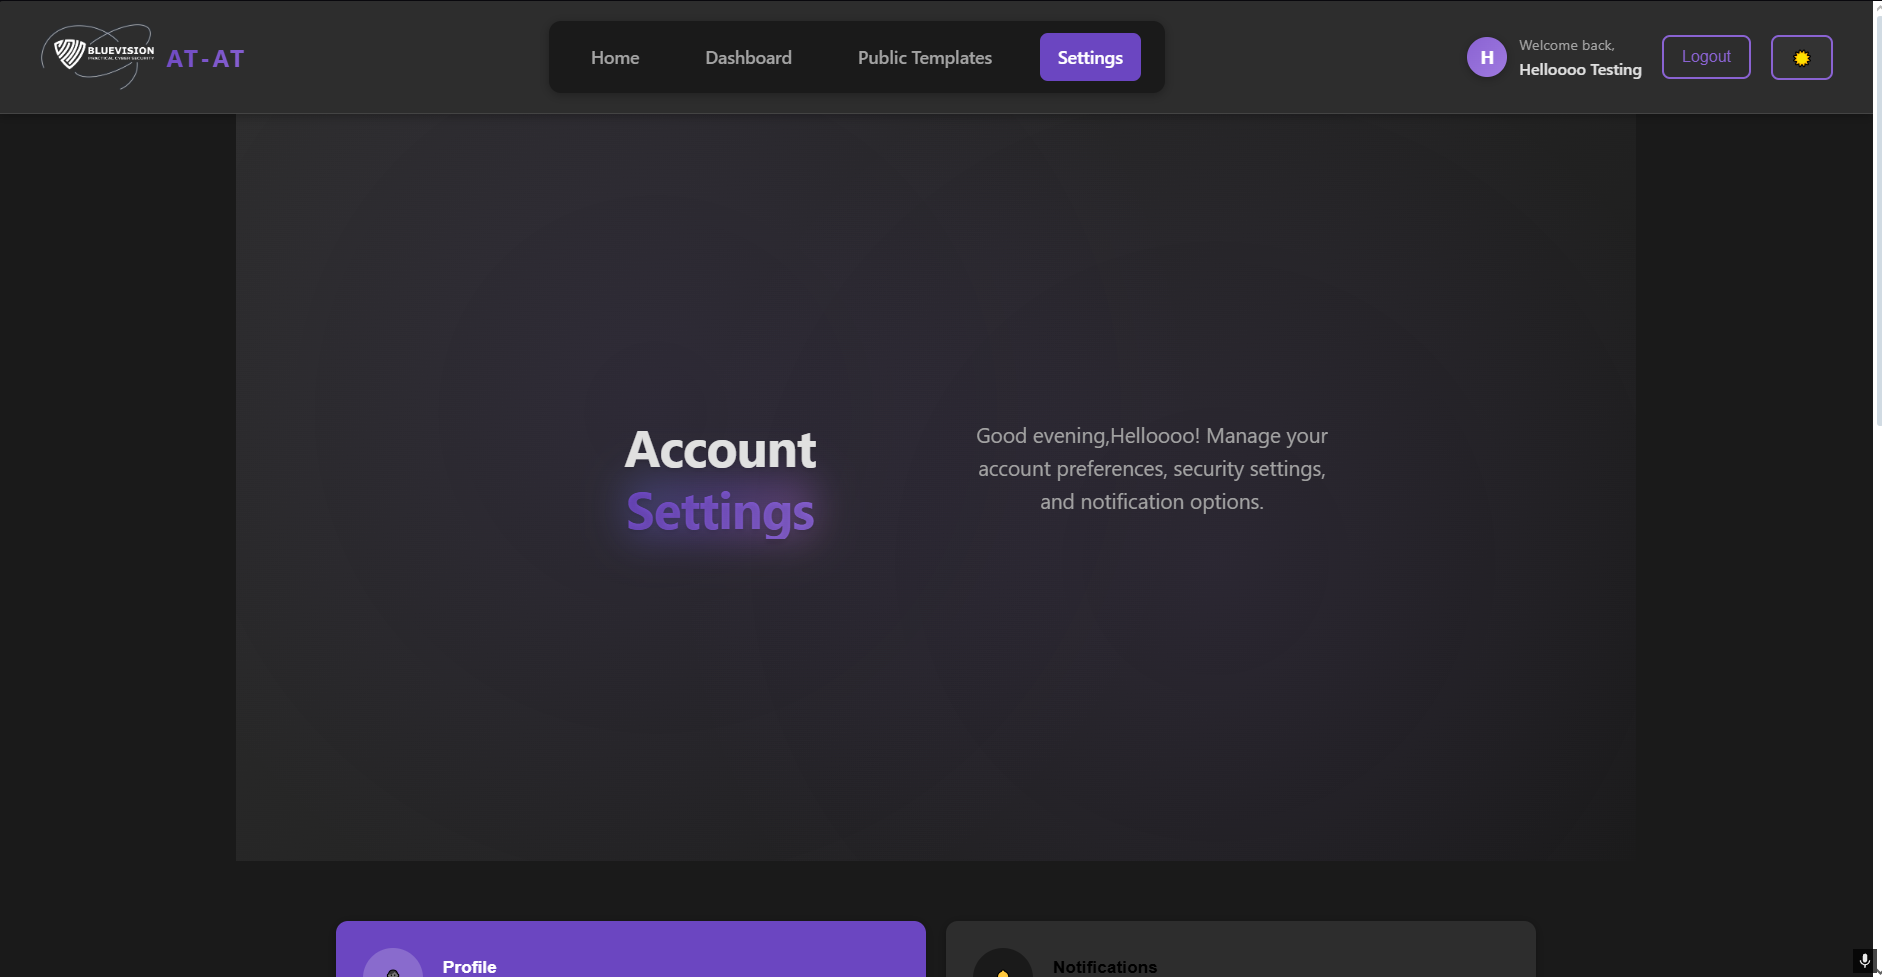 BLUEVISION
PRACTICAL CYBER SECURITY
AT-AT
Home
Dashboard
Public Templates
Settings
H
Welcome back,
Helloooo Testing
Logout
Account
Settings
Good evening,Helloooo! Manage your
account preferences, security settings,
and notification options.
Profile
Notifications